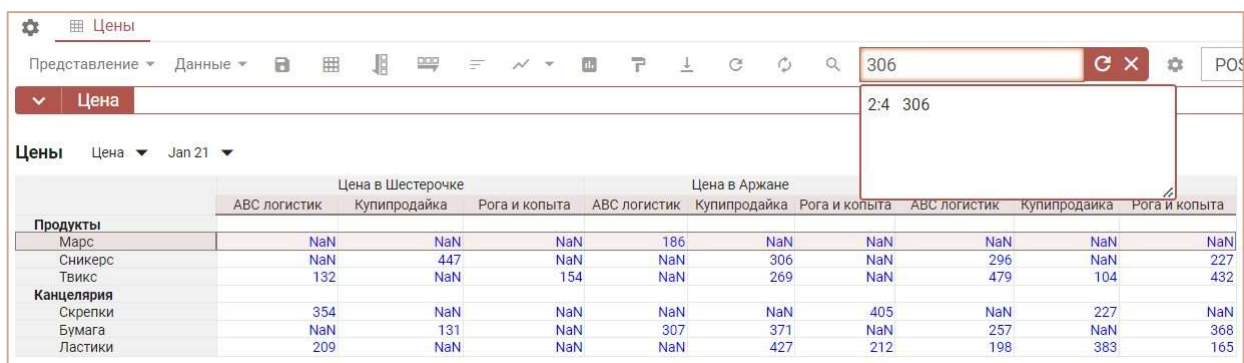 Цены
Представление Данные 306 POS
Цена
2:4 306
Цены Цена Jan 21
Цена в Шестерочке Цена в Аржане
АВС логистик Купипродайка Рога и копыта АВС логистик Купипродайка Рога и копыта АВС логистик Купипродайка Рога и копыта
Продукты
Марс NaN NaN NaN 186 NaN NaN NaN NaN NaN
Сникерс NaN 447 NaN NaN 306 NaN 296 NaN 227
Твикс 132 NaN 154 NaN 269 NaN 479 104 432
Канцелярия
Скрепки 354 NaN NaN NaN NaN 405 NaN 227 NaN
Бумага NaN 131 NaN 307 371 NaN 257 NaN 368
Ластики 209 NaN NaN NaN 427 212 198 383 165